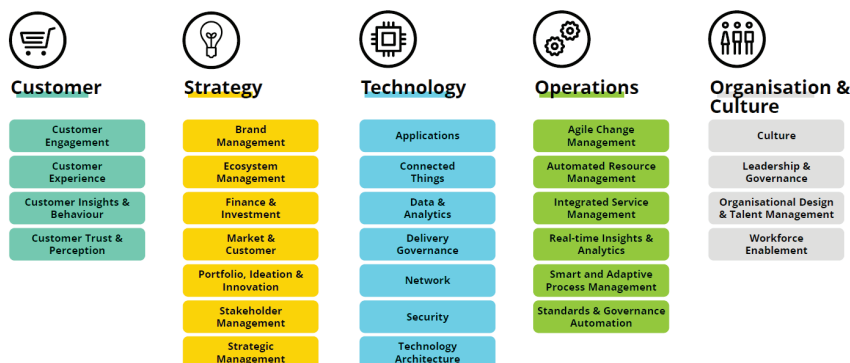 Customer
Customer
Engagement
Customer
Experience
Customer Insights &
Behaviour
Customer Trust &
Perception
Strategy
Brand
Management
Ecosystem
Management
Finance &
Investment
Market &
Customer
Portfolio, Ideation &
Innovation
Stakeholder
Management
Strategic
Management
Technology
Applications
Connected
Things
Data &
Analytics
Delivery
Governance
Network
Security
Technology
Architecture
Operations
Agile Change
Management
Automated Resource
Management
Integrated Service
Management
Real-time Insights &
Analytics
Smart and Adaptive
Process Management
Standards & Governance
Automation
Organisation &
Culture
Culture
Leadership &
Governance
Organisational Design
& Talent Management
Workforce
Enablement